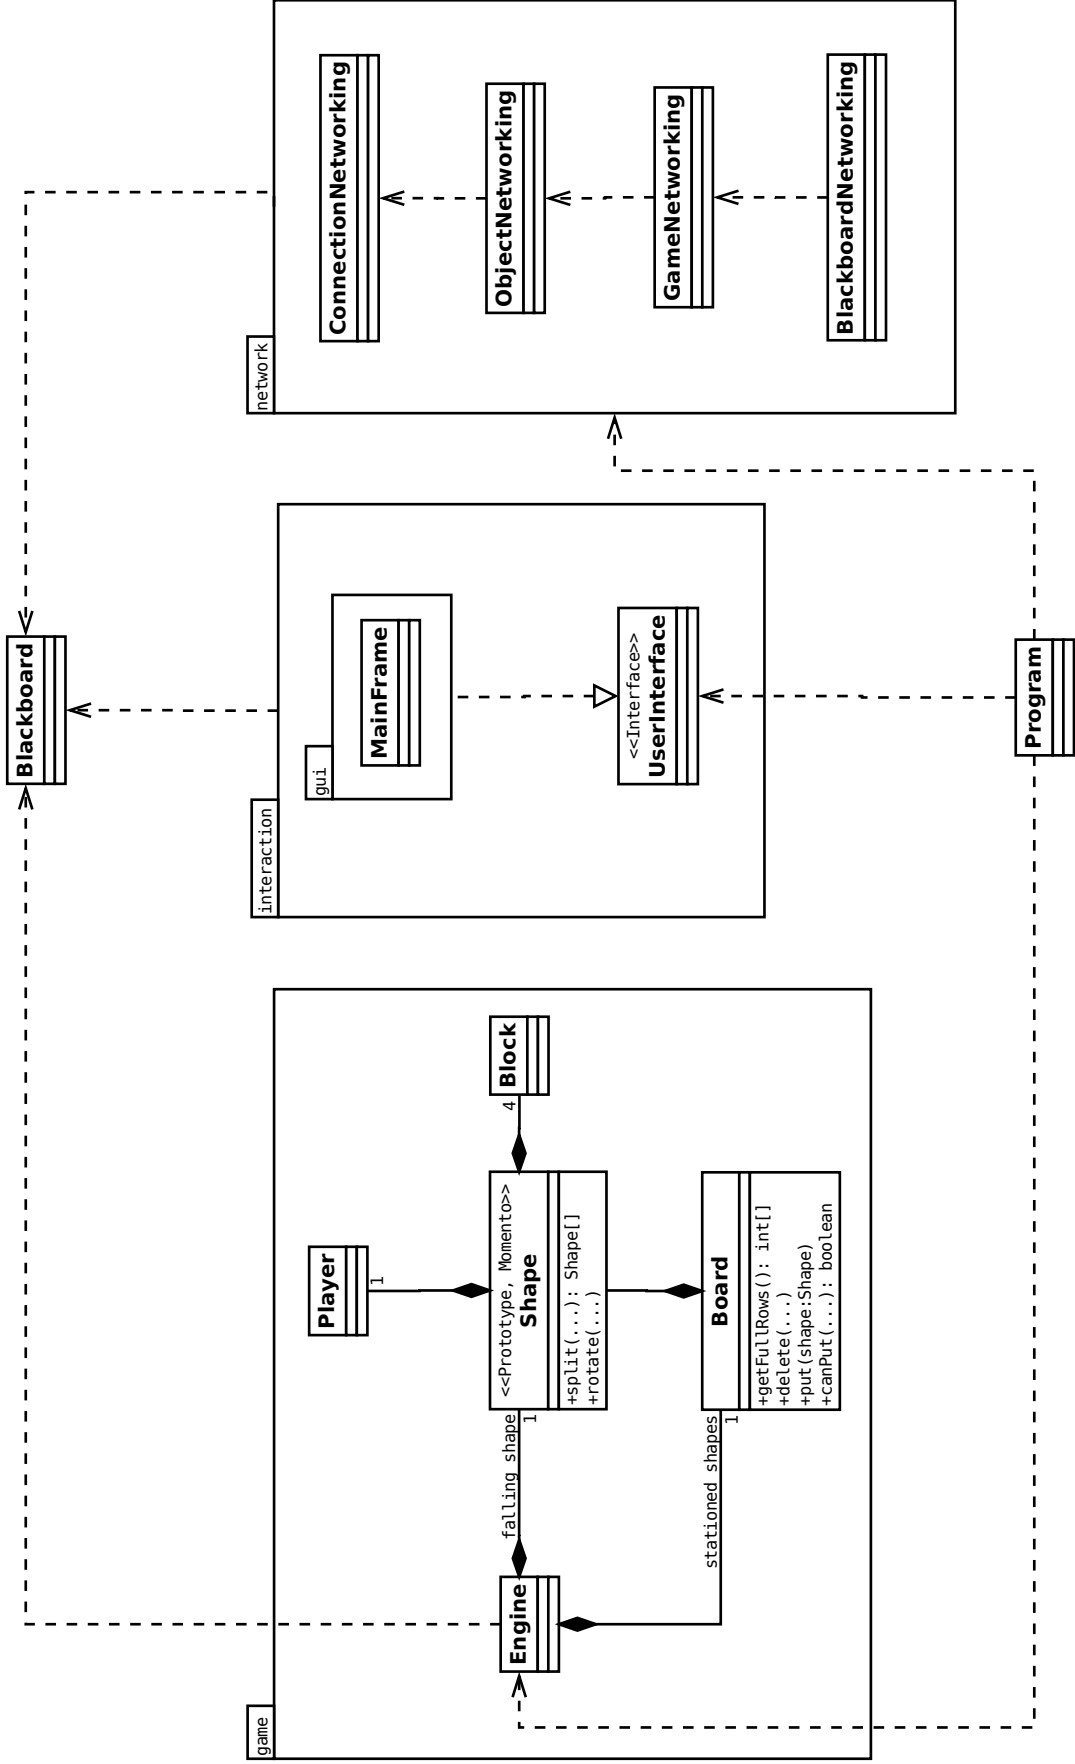 Blackboard
game
Player
1
Engine
falling shape
1
<<Prototype, Momento>>
Shape
+split(...): Shape[]
+rotate(...)
4
Block
stationed shapes
1
Board
+getFullRows(): int[]
+delete(...)
+put(shape:Shape)
+canPut(...): boolean
interaction
gui
MainFrame
<<Interface>>
UserInterface
network
ConnectionNetworking
ObjectNetworking
GameNetworking
BlackboardNetworking
Program